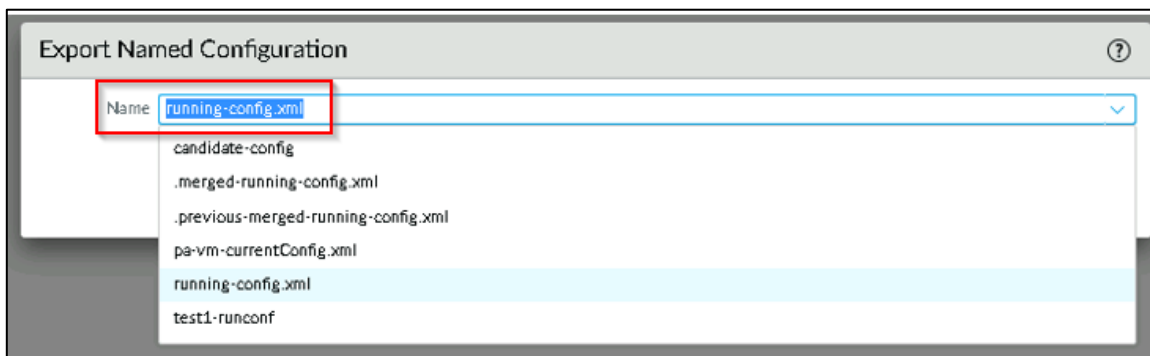 Export Named Configuration
Name running-config.xml
candidate-config
.merged-running-config.xml
.previous-merged-running-config.xml
pa-vm-currentConfig.xml
running-config.xml
test1-runconf